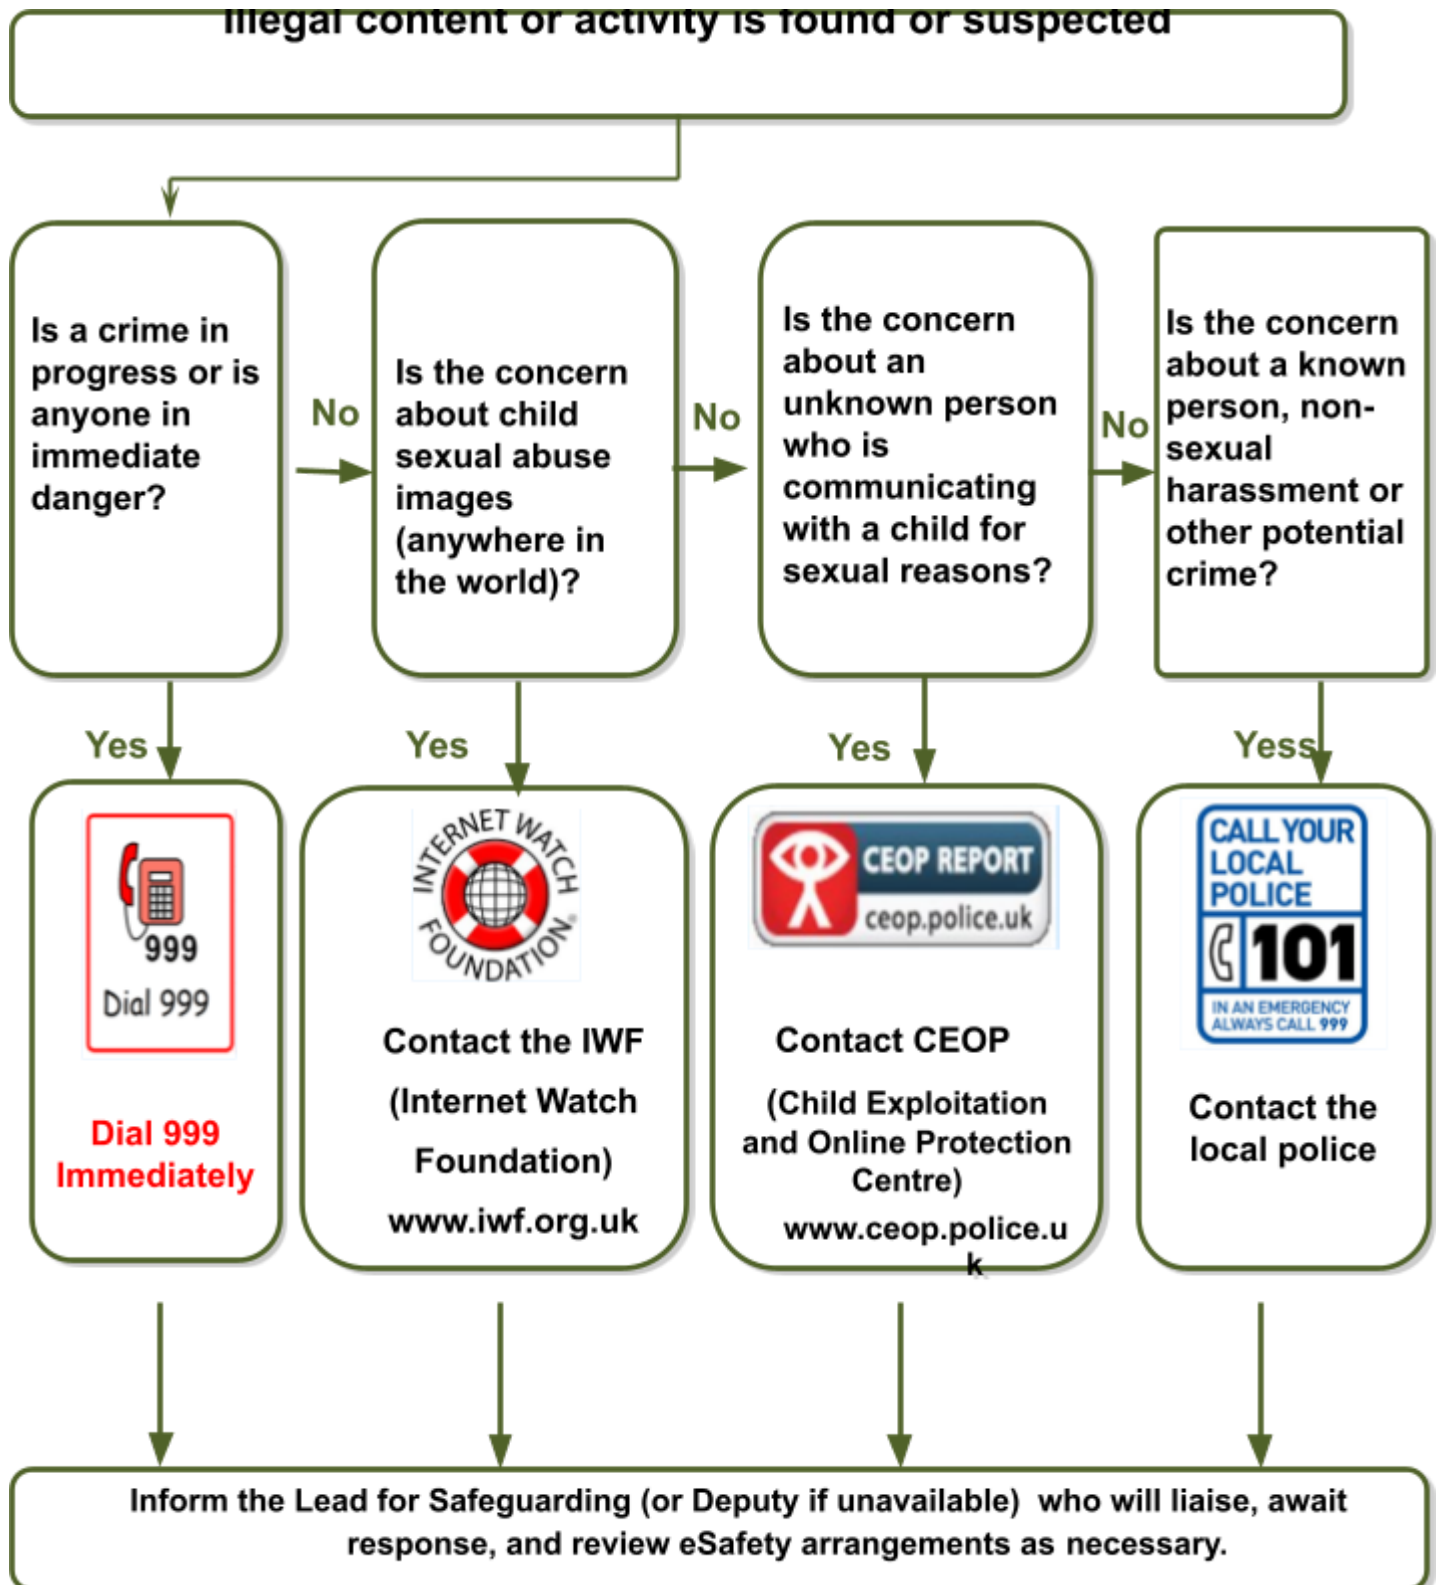 Illegal content or activity is found or suspected
Is a crime in
progress or is
anyone in
immediate
danger?
No
Is the concern
about child
sexual abuse
images
(anywhere in
the world)?
No
Is the concern
about an
unknown person
who is
communicating
with a child for
sexual reasons?
No
Is the concern
about a known
person, non-
sexual
harassment or
other potential
crime?
Yes
Yes
Yes
Yess
999
Dial 999
Dial 999
Immediately
INTERNET WATCH
FOUNDATION®
Contact the IWF
(Internet Watch
Foundation)
www.iwf.org.uk
CEOP REPORT
ceop.police.uk
Contact CEOP
(Child Exploitation
and Online Protection
Centre)
www.ceop.police.u
k
CALL YOUR
LOCAL
POLICE
101
IN AN EMERGENCY
ALWAYS CALL 999
Contact the
local police
Inform the Lead for Safeguarding (or Deputy if unavailable)  who will liaise, await
response, and review eSafety arrangements as necessary.